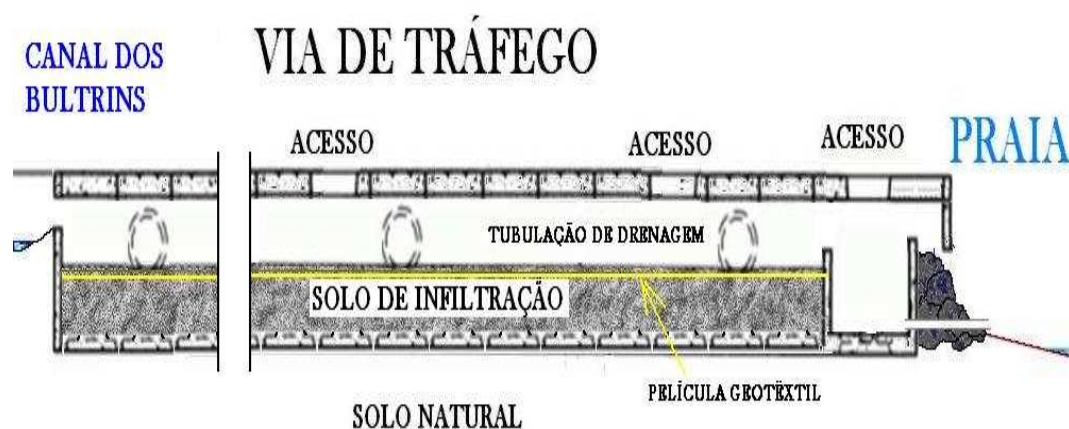 CANAL DOS
BULTRINS
VIA DE TRÁFEGO
ACESSO
ACESSO
ACESSO
PRAIA
TUBULAÇÃO DE DRENAGEM
SOLO DE INFILTRAÇÃO
PELÍCULA GEOTËXTIL
SOLO NATURAL